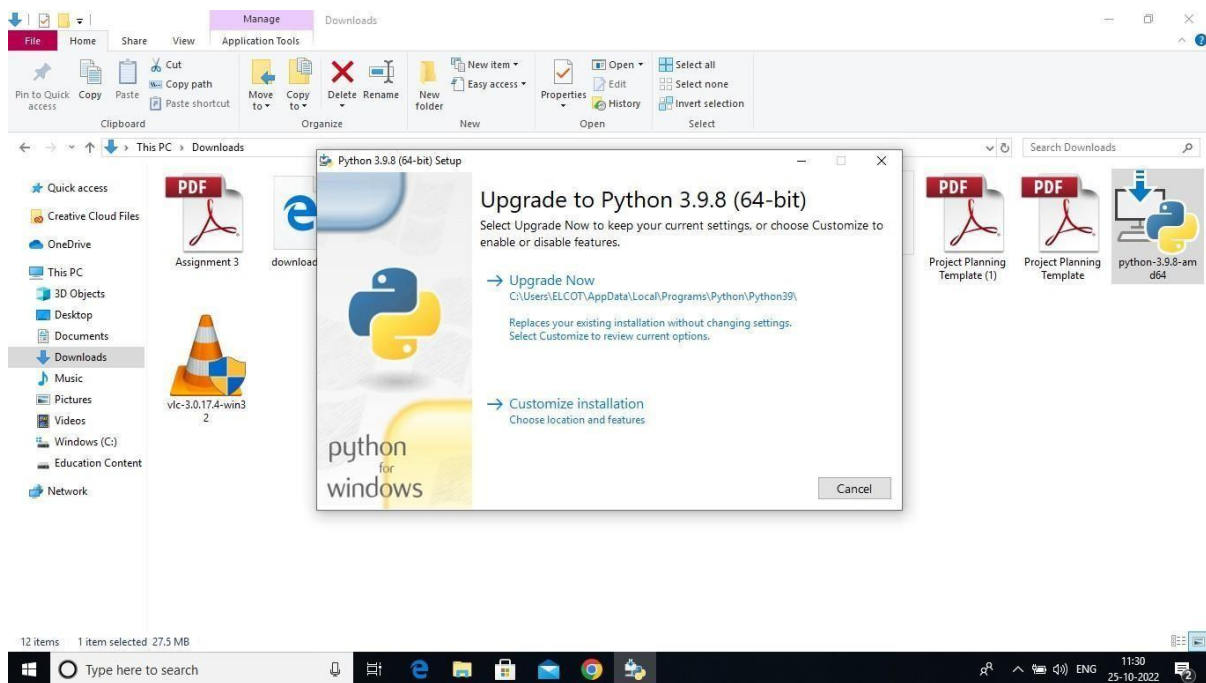 Manage
Downloads
File
Home
Share
View
Application Tools
Pin to Quick
access
Copy
Paste
Cut
Copy path
Paste shortcut
Clipboard
Move
to
Copy
to
Delete
Rename
Organize
New
folder
New item
Easy access
New
Properties
Open
Edit
History
Open
Select all
Select none
Invert selection
Select
This PC › Downloads
Search Downloads
Quick access
Creative Cloud Files
OneDrive
This PC
3D Objects
Desktop
Documents
Downloads
Music
Pictures
Videos
Windows (C:)
Education Content
Network
PDF
Assignment 3
download
vlc-3.0.17.4-win3
2
Python 3.9.8 (64-bit) Setup
Upgrade to Python 3.9.8 (64-bit)
Select Upgrade Now to keep your current settings, or choose Customize to
enable or disable features.
→ Upgrade Now
C:\Users\ELCOT\AppData\Local\Programs\Python\Python39\
Replaces your existing installation without changing settings.
Select Customize to review current options.
→ Customize installation
Choose location and features
python
for
windows
Cancel
PDF
Project Planning
Template (1)
PDF
Project Planning
Template
python-3.9.8-am
d64
12 items
1 item selected 27.5 MB
Type here to search
ENG
11:30
25-10-2022
2